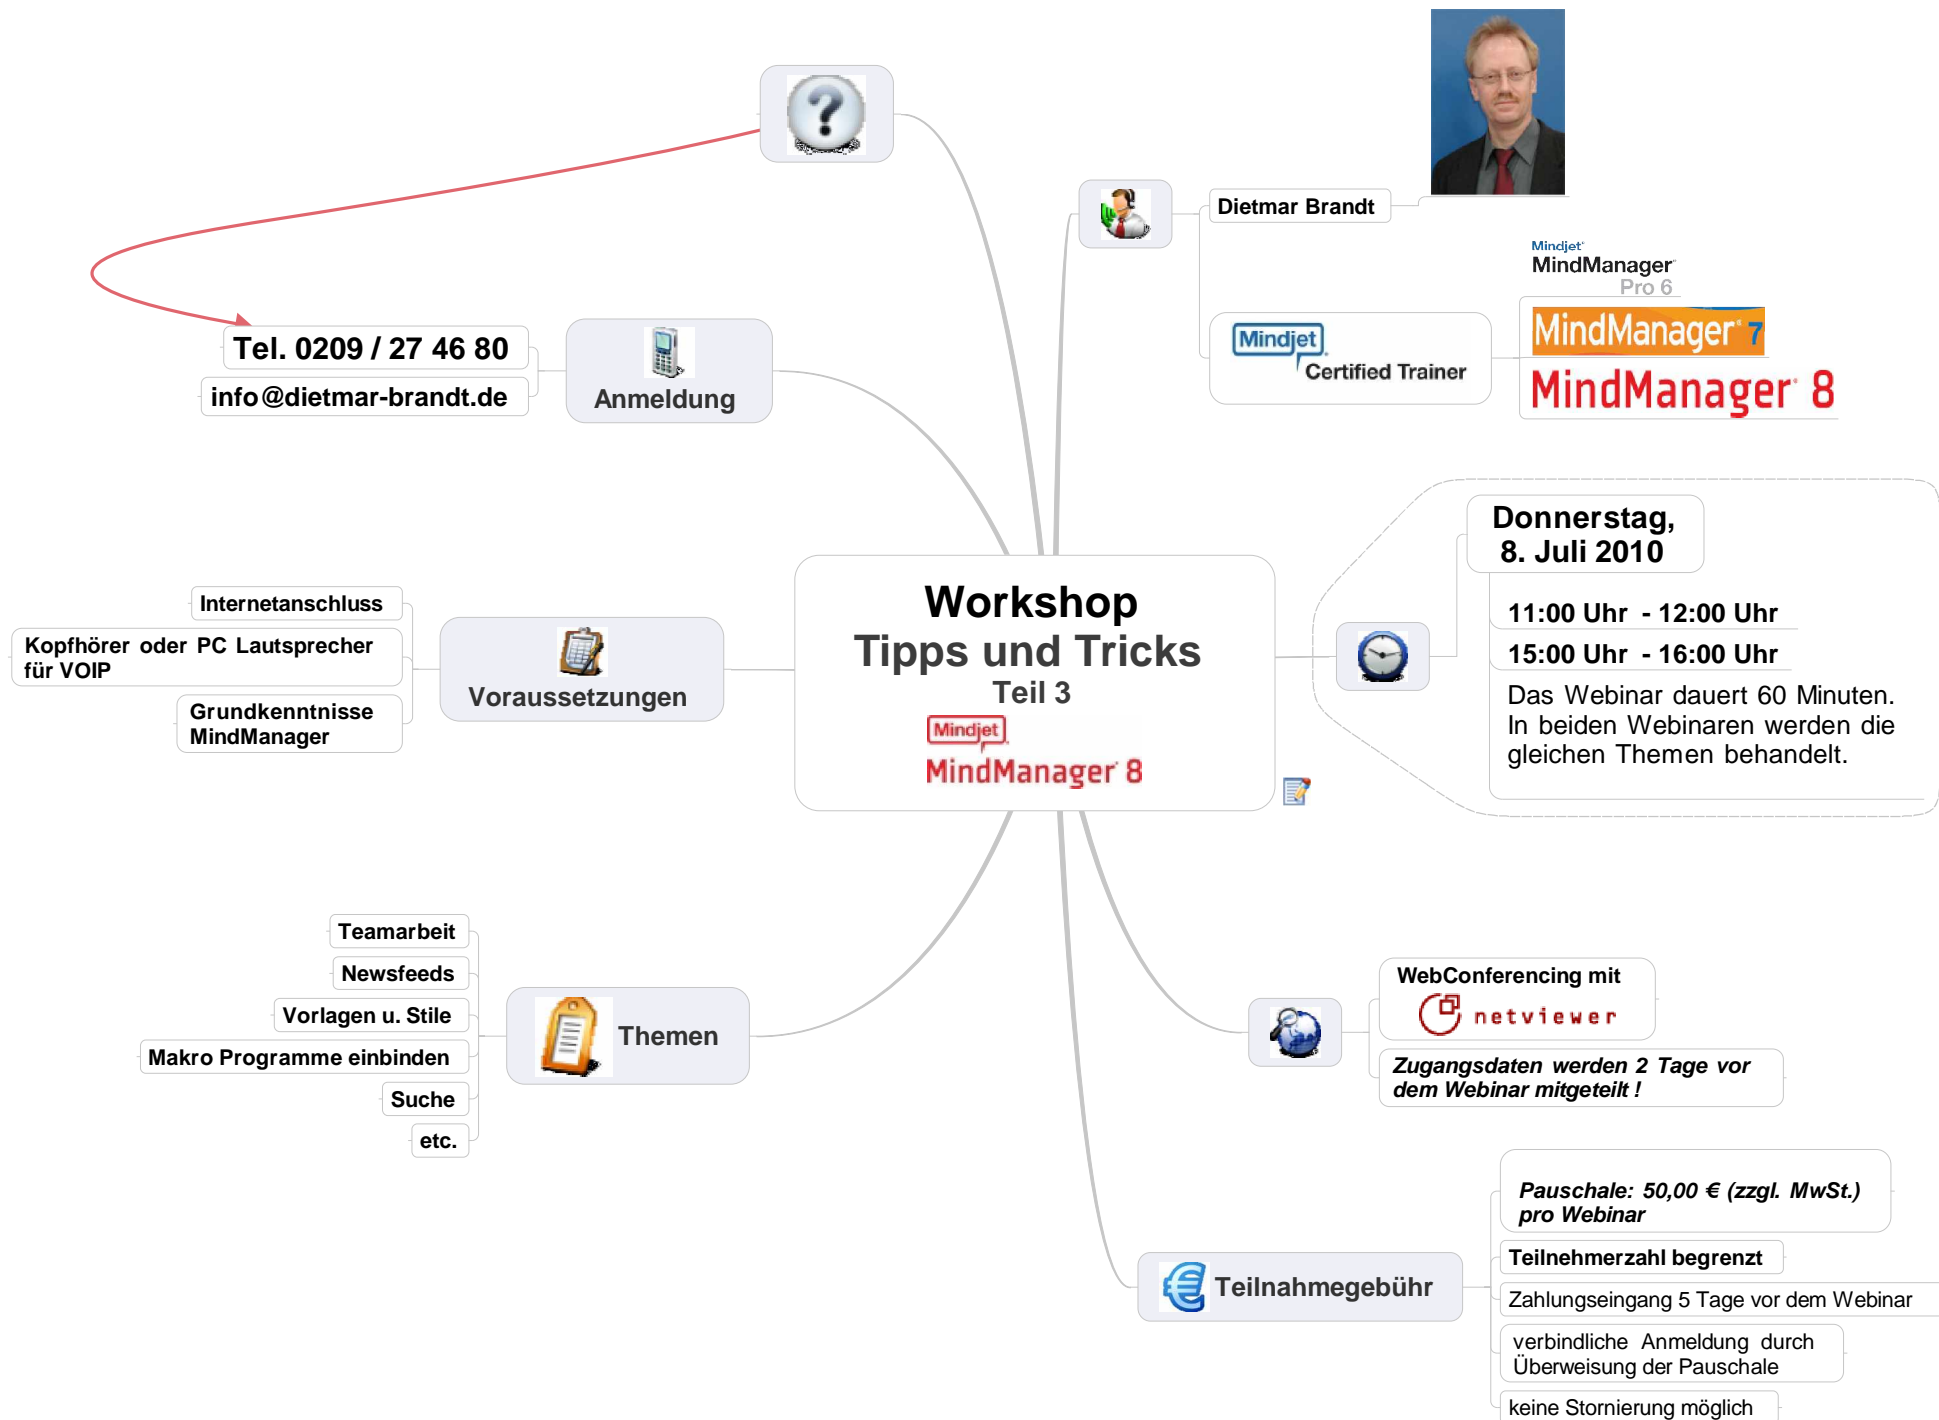 Dietmar Brandt
Mindjet
MindManager
Pro 6
MindManager 7
MindManager 8
Mindjet
Certified Trainer
Tel. 0209 / 27 46 80
info@dietmar-brandt.de
Anmeldung
Donnerstag,
8. Juli 2010
11:00 Uhr - 12:00 Uhr
15:00 Uhr - 16:00 Uhr
Das Webinar dauert 60 Minuten.
In beiden Webinaren werden die
gleichen Themen behandelt.
Workshop
Tipps und Tricks
Teil 3
Mindjet
MindManager 8
Internetanschluss
Kopfhörer oder PC Lautsprecher
für VOIP
Grundkenntnisse
MindManager
Voraussetzungen
Teamarbeit
Newsfeeds
Vorlagen u. Stile
Makro Programme einbinden
Suche
etc.
Themen
WebConferencing mit
netviewer
Zugangsdaten werden 2 Tage vor
dem Webinar mitgeteilt !
Teilnahmegebühr
Pauschale: 50,00 € (zzgl. MwSt.)
pro Webinar
Teilnehmerzahl begrenzt
Zahlungseingang 5 Tage vor dem Webinar
verbindliche Anmeldung durch
Überweisung der Pauschale
keine Stornierung möglich